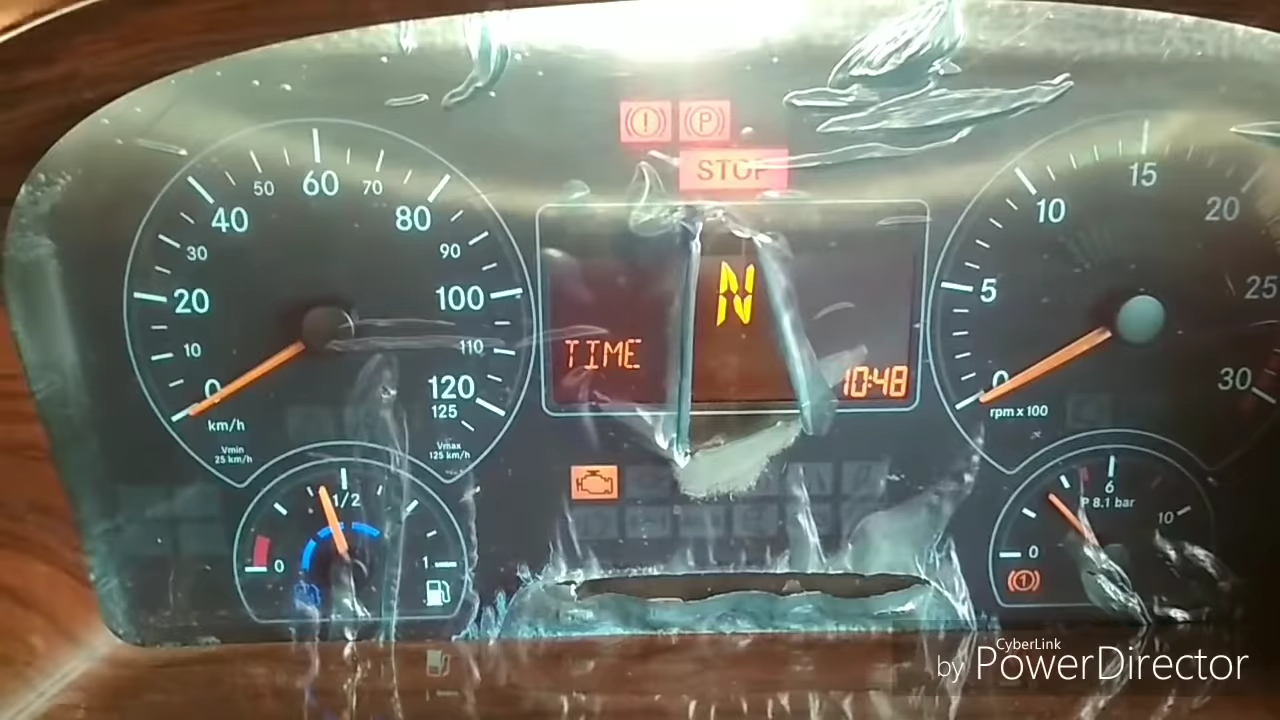 STOP
50 60 70
40 80
30 90
20 100
10 110
0 120
125
km/h
Vmin
25 km/h
Vmax
125 km/h
N
TIME
10:48
15
10 20
5 25
0 30
rpm x 100
1/2
0 1
6
P 8.1 bar
10
0
(1)
(!) (P)
CyberLink
by PowerDirector